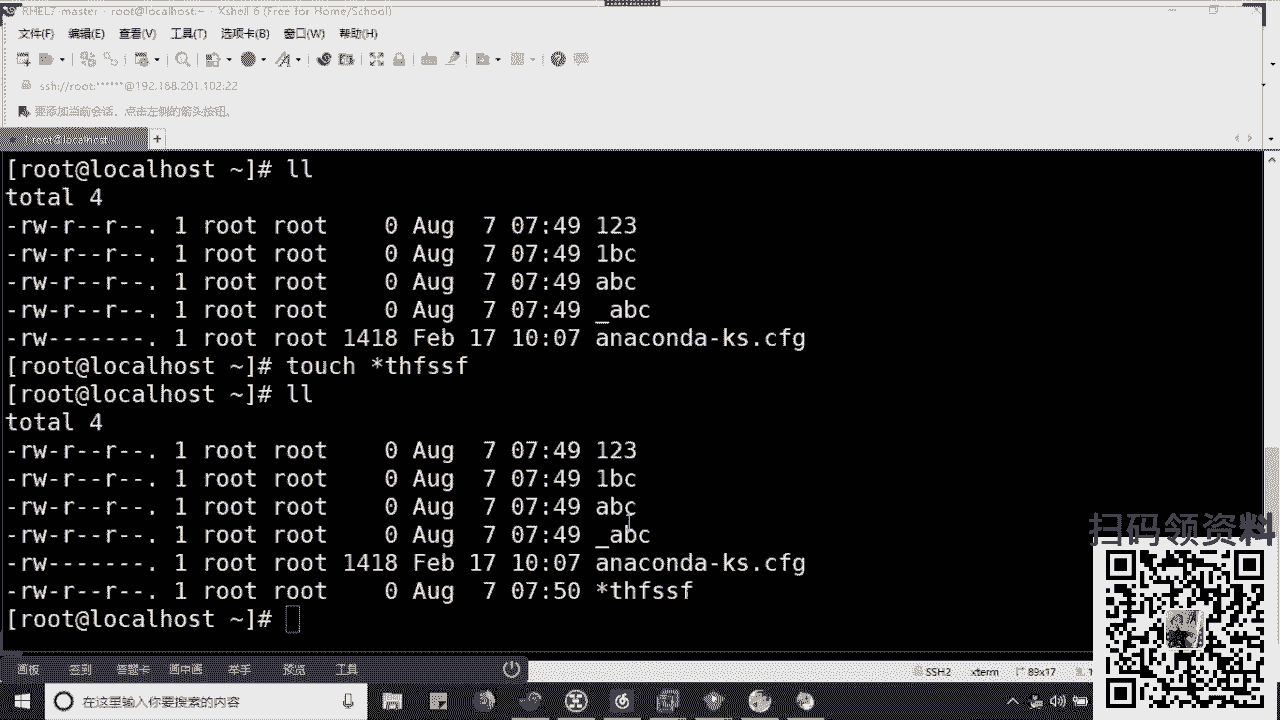 RHEL7-master - root@localhost:~ - Xshell 6 (Free for Home/School)
文件(F) 编辑(E) 查看(V) 工具(T) 选项卡(B) 窗口(W) 帮助(H)
ssh://root:******@192.168.201.102:22
要添加当前会话，点击左侧的箭头按钮。
+
[root@localhost ~]# ll
total 4
-rw-r--r--. 1 root root    0 Aug  7 07:49 123
-rw-r--r--. 1 root root    0 Aug  7 07:49 1bc
-rw-r--r--. 1 root root    0 Aug  7 07:49 abc
-rw-r--r--. 1 root root    0 Aug  7 07:49 _abc
-rw-------. 1 root root 1418 Feb 17 10:07 anaconda-ks.cfg
[root@localhost ~]# touch *thfssf
[root@localhost ~]# ll
total 4
-rw-r--r--. 1 root root    0 Aug  7 07:49 123
-rw-r--r--. 1 root root    0 Aug  7 07:49 1bc
-rw-r--r--. 1 root root    0 Aug  7 07:49 abc
-rw-r--r--. 1 root root    0 Aug  7 07:49 _abc
-rw-------. 1 root root 1418 Feb 17 10:07 anaconda-ks.cfg
-rw-r--r--. 1 root root    0 Aug  7 07:50 *thfssf
[root@localhost ~]#
扫码领资料
画板 签到 答题卡 画中画 举手 预览 工具
SSH2 xterm 89x17
在这里输入你要搜索的内容